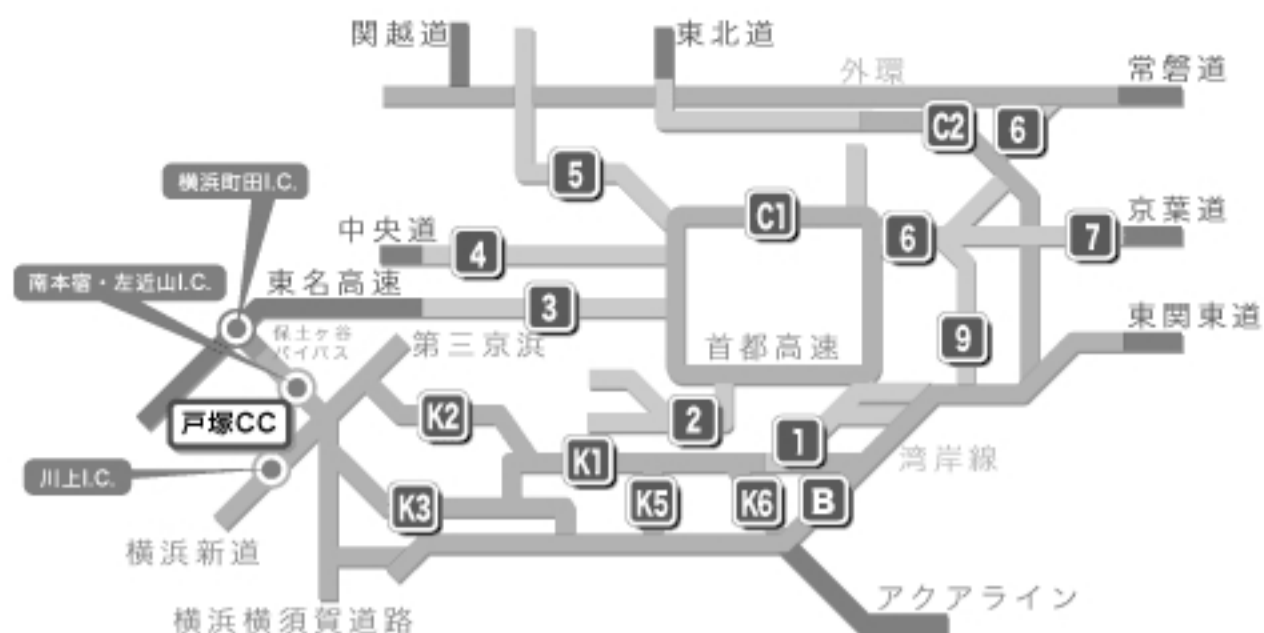 関越道
東北道
外環
常磐道
C2
6
5
横浜町田I.C.
C1
京葉道
中央道
4
6
7
南本宿・左近山I.C.
東名高速
3
東関東道
保土ヶ谷
バイパス
第三京浜
首都高速
9
戸塚CC
K2
2
1
湾岸線
川上I.C.
K1
K3
K5
K6
B
横浜新道
横浜横須賀道路
アクアライン